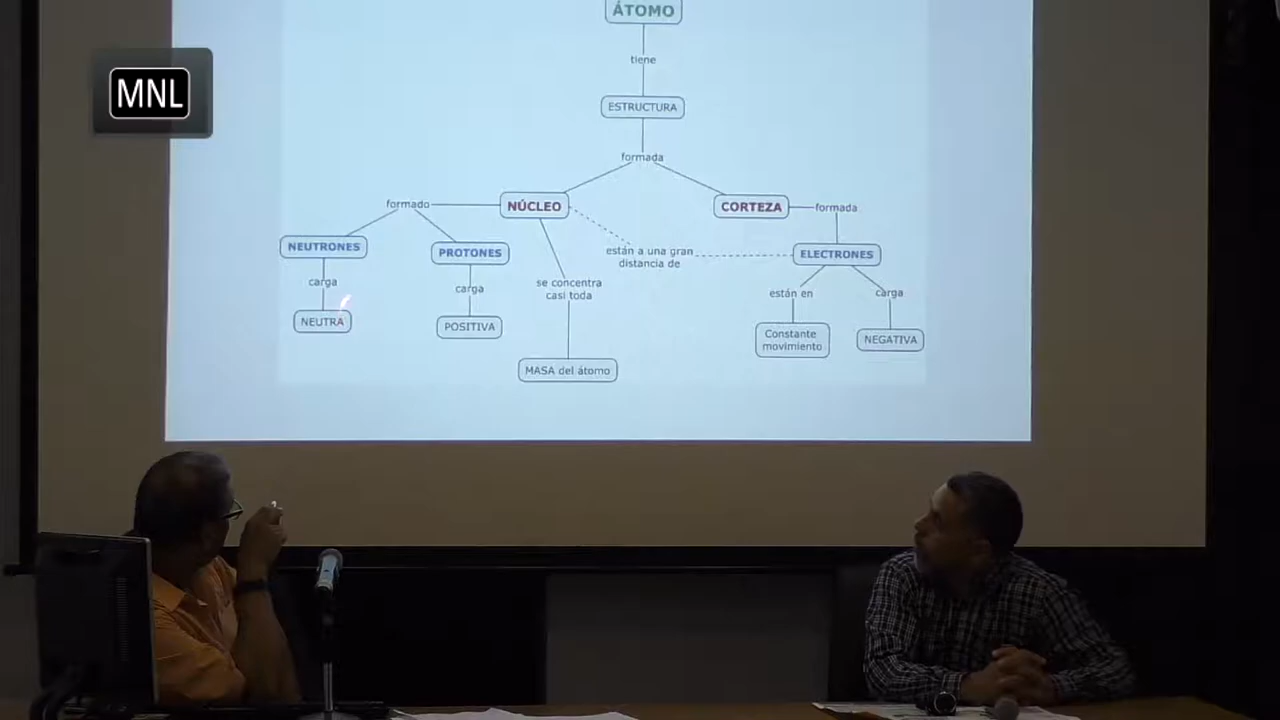 ÁTOMO
MNL
tiene
ESTRUCTURA
formada
formado
NÚCLEO
CORTEZA
formada
NEUTRONES
PROTONES
están a una gran
distancia de
ELECTRONES
carga
carga
se concentra
casi toda
están en
carga
NEUTRA
POSITIVA
Constante
movimiento
NEGATIVA
MASA del átomo